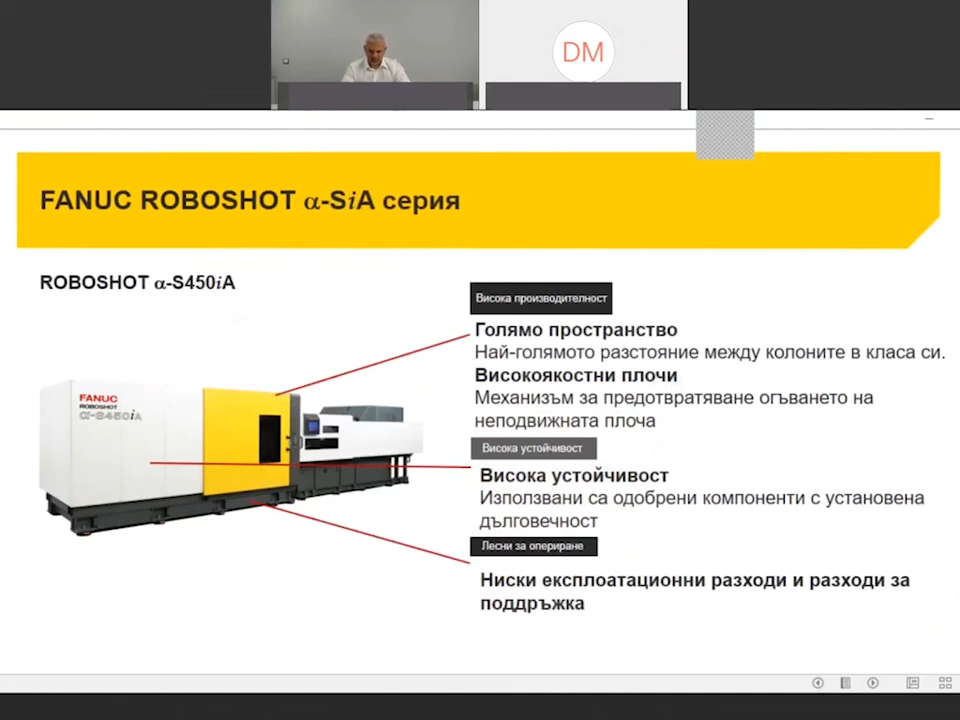 DM
FANUC ROBOSHOT α-SiA серия
ROBOSHOT α-S450iA
Висока производителност
Голямо пространство
Най-голямото разстояние между колоните в класа си.
Висококояостни плочи
Механизъм за предотвратяване огъването на
неподвижната плоча
Висока устойчивост
Висока устойчивост
Използвани са одобрени компоненти с установена
дълговечност
Лесни за опериране
Ниски експлоатационни разходи и разходи за
поддръжка
FANUC
ROBOSHOT
α-S450iA